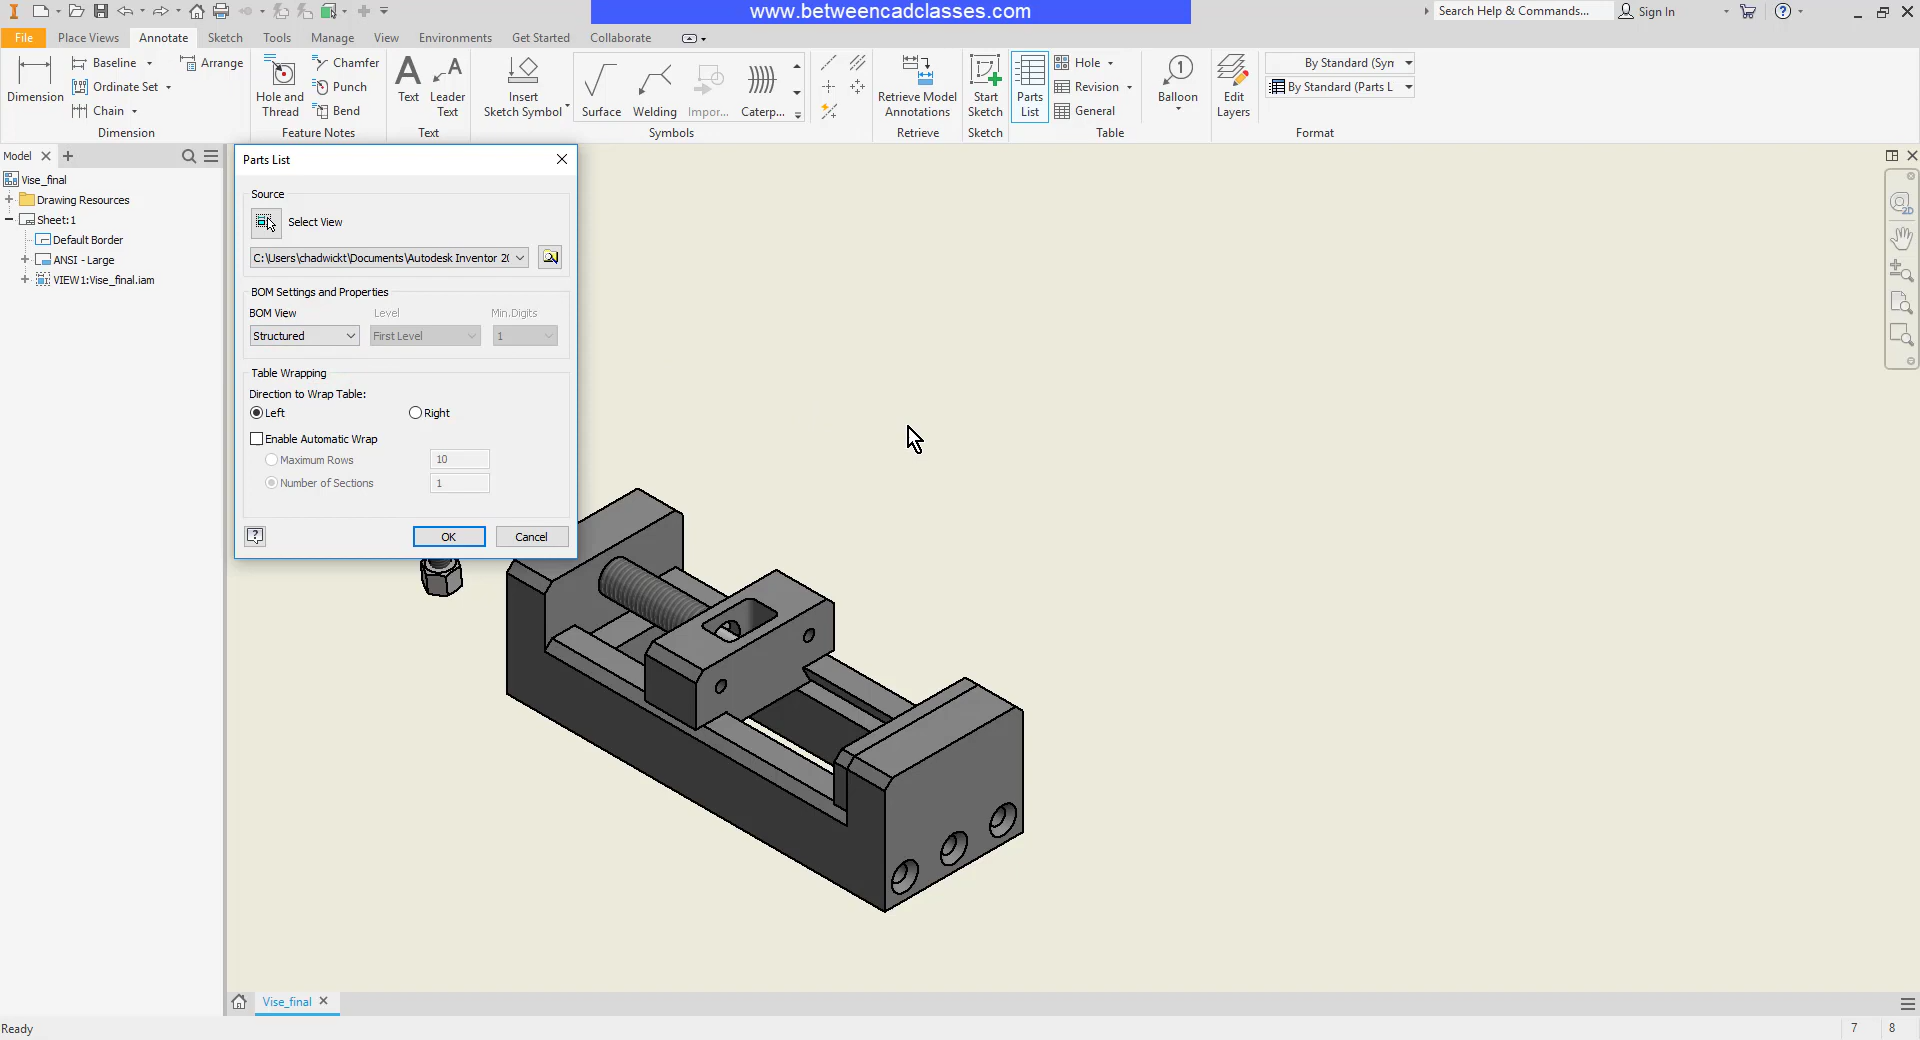 www.betweencadclasses.com
Search Help & Commands...
Sign In
File
Place Views
Annotate
Sketch
Tools
Manage
View
Environments
Get Started
Collaborate
Dimension
Baseline
Ordinate Set
Chain
Arrange
Dimension
Hole and
Thread
Chamfer
Punch
Bend
Feature Notes
A
Text
A
Leader
Text
Text
Insert
Sketch Symbol
Surface
Welding
Impor...
Caterp...
Symbols
Retrieve Model
Annotations
Retrieve
Start
Sketch
Sketch
Parts
List
Hole
Revision
General
Table
1
Balloon
Edit
Layers
By Standard (Syn
By Standard (Parts L
Format
Model
Vise_final
Drawing Resources
Sheet:1
Default Border
ANSI - Large
VIEW1:Vise_final.iam
Parts List
Source
Select View
C:\Users\chadwickt\Documents\Autodesk Inventor 20
BOM Settings and Properties
BOM View
Level
Min.Digits
Structured
First Level
1
Table Wrapping
Direction to Wrap Table:
Left
Right
Enable Automatic Wrap
Maximum Rows
10
Number of Sections
1
OK
Cancel
2D
Vise_final
Ready
7
8